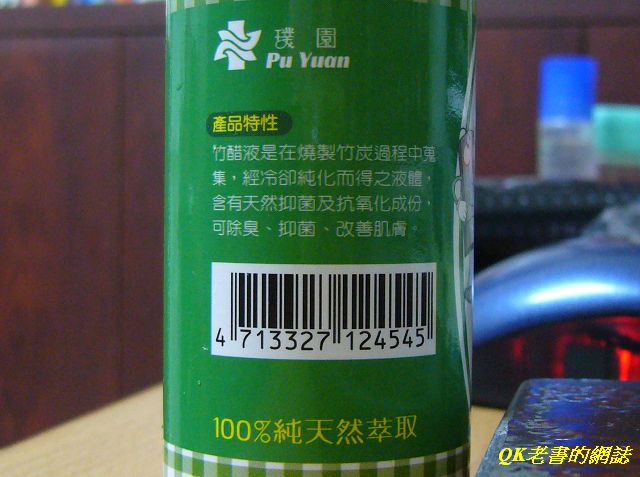 璞園
Pu Yuan
產品特性
竹醋液是在燒製竹炭過程中蒐
集，經冷卻純化而得之液體，
含有天然抑菌及抗氧化成份，
可除臭、抑菌、改善肌膚。
4 713327 124545
100%純天然萃取
QK老書的網誌